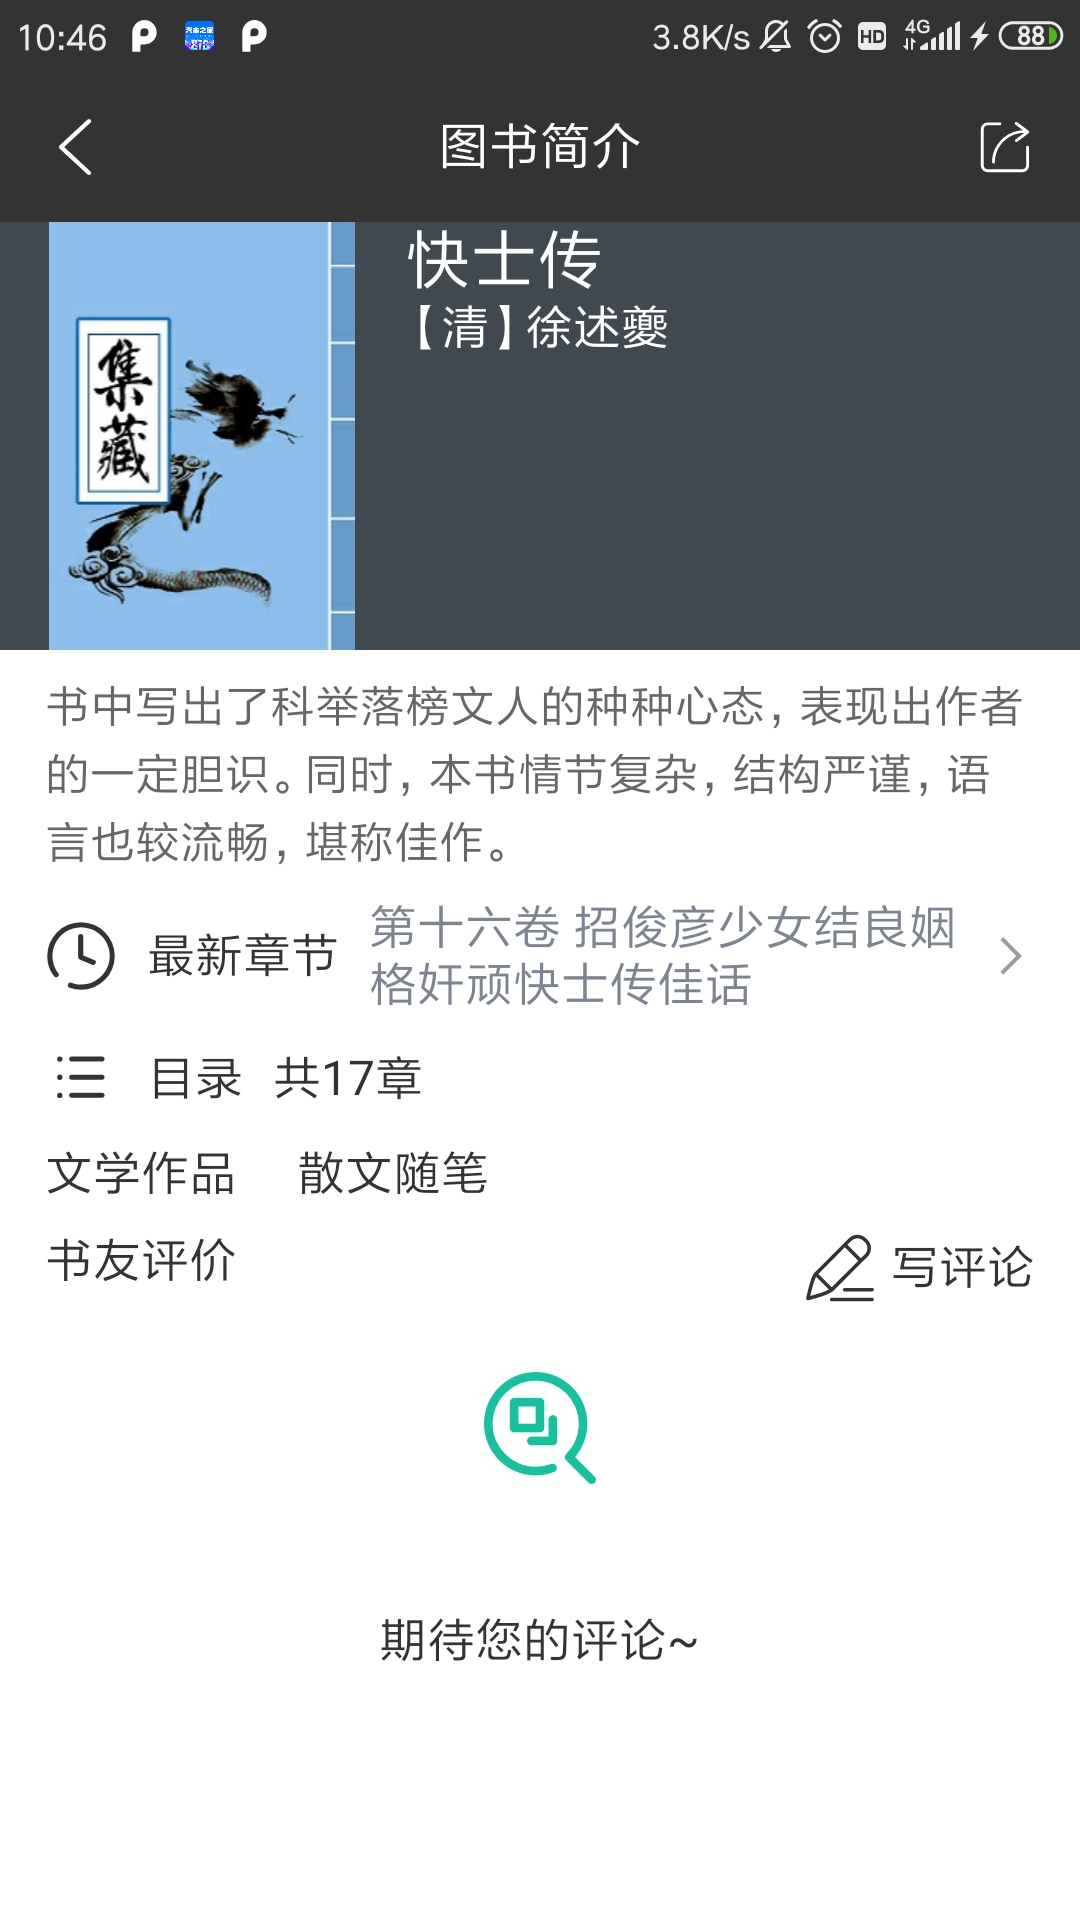 10:46
3.8K/s HD 4G 88
图书简介
快士传
【清】徐述夔
集藏
书中写出了科举落榜文人的种种心态，表现出作者
的一定胆识。同时，本书情节复杂，结构严谨，语
言也较流畅，堪称佳作。
最新章节
第十六卷 招俊彦少女结良姻
格奸顽快士传佳话
目录 共17章
文学作品 散文随笔
书友评价
写评论
期待您的评论~